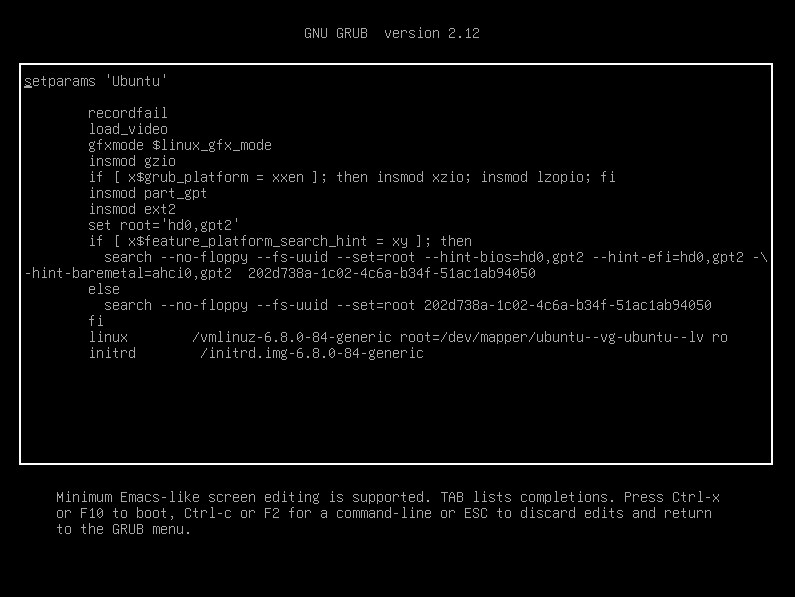 GNU GRUB  version 2.12
setparams 'Ubuntu'
        recordfail
        load_video
        gfxmode $linux_gfx_mode
        insmod gzio
        if [ x$grub_platform = xxen ]; then insmod xzio; insmod lzopio; fi
        insmod part_gpt
        insmod ext2
        set root='hd0,gpt2'
        if [ x$feature_platform_search_hint = xy ]; then
          search --no-floppy --fs-uuid --set=root --hint-bios=hd0,gpt2 --hint-efi=hd0,gpt2 -\
-hint-baremetal=ahci0,gpt2  202d738a-1c02-4c6a-b34f-51ac1ab94050
        else
          search --no-floppy --fs-uuid --set=root 202d738a-1c02-4c6a-b34f-51ac1ab94050
        fi
        linux        /vmlinuz-6.8.0-84-generic root=/dev/mapper/ubuntu--vg-ubuntu--lv ro
        initrd        /initrd.img-6.8.0-84-generic
Minimum Emacs-like screen editing is supported. TAB lists completions. Press Ctrl-x
or F10 to boot, Ctrl-c or F2 for a command-line or ESC to discard edits and return
to the GRUB menu.